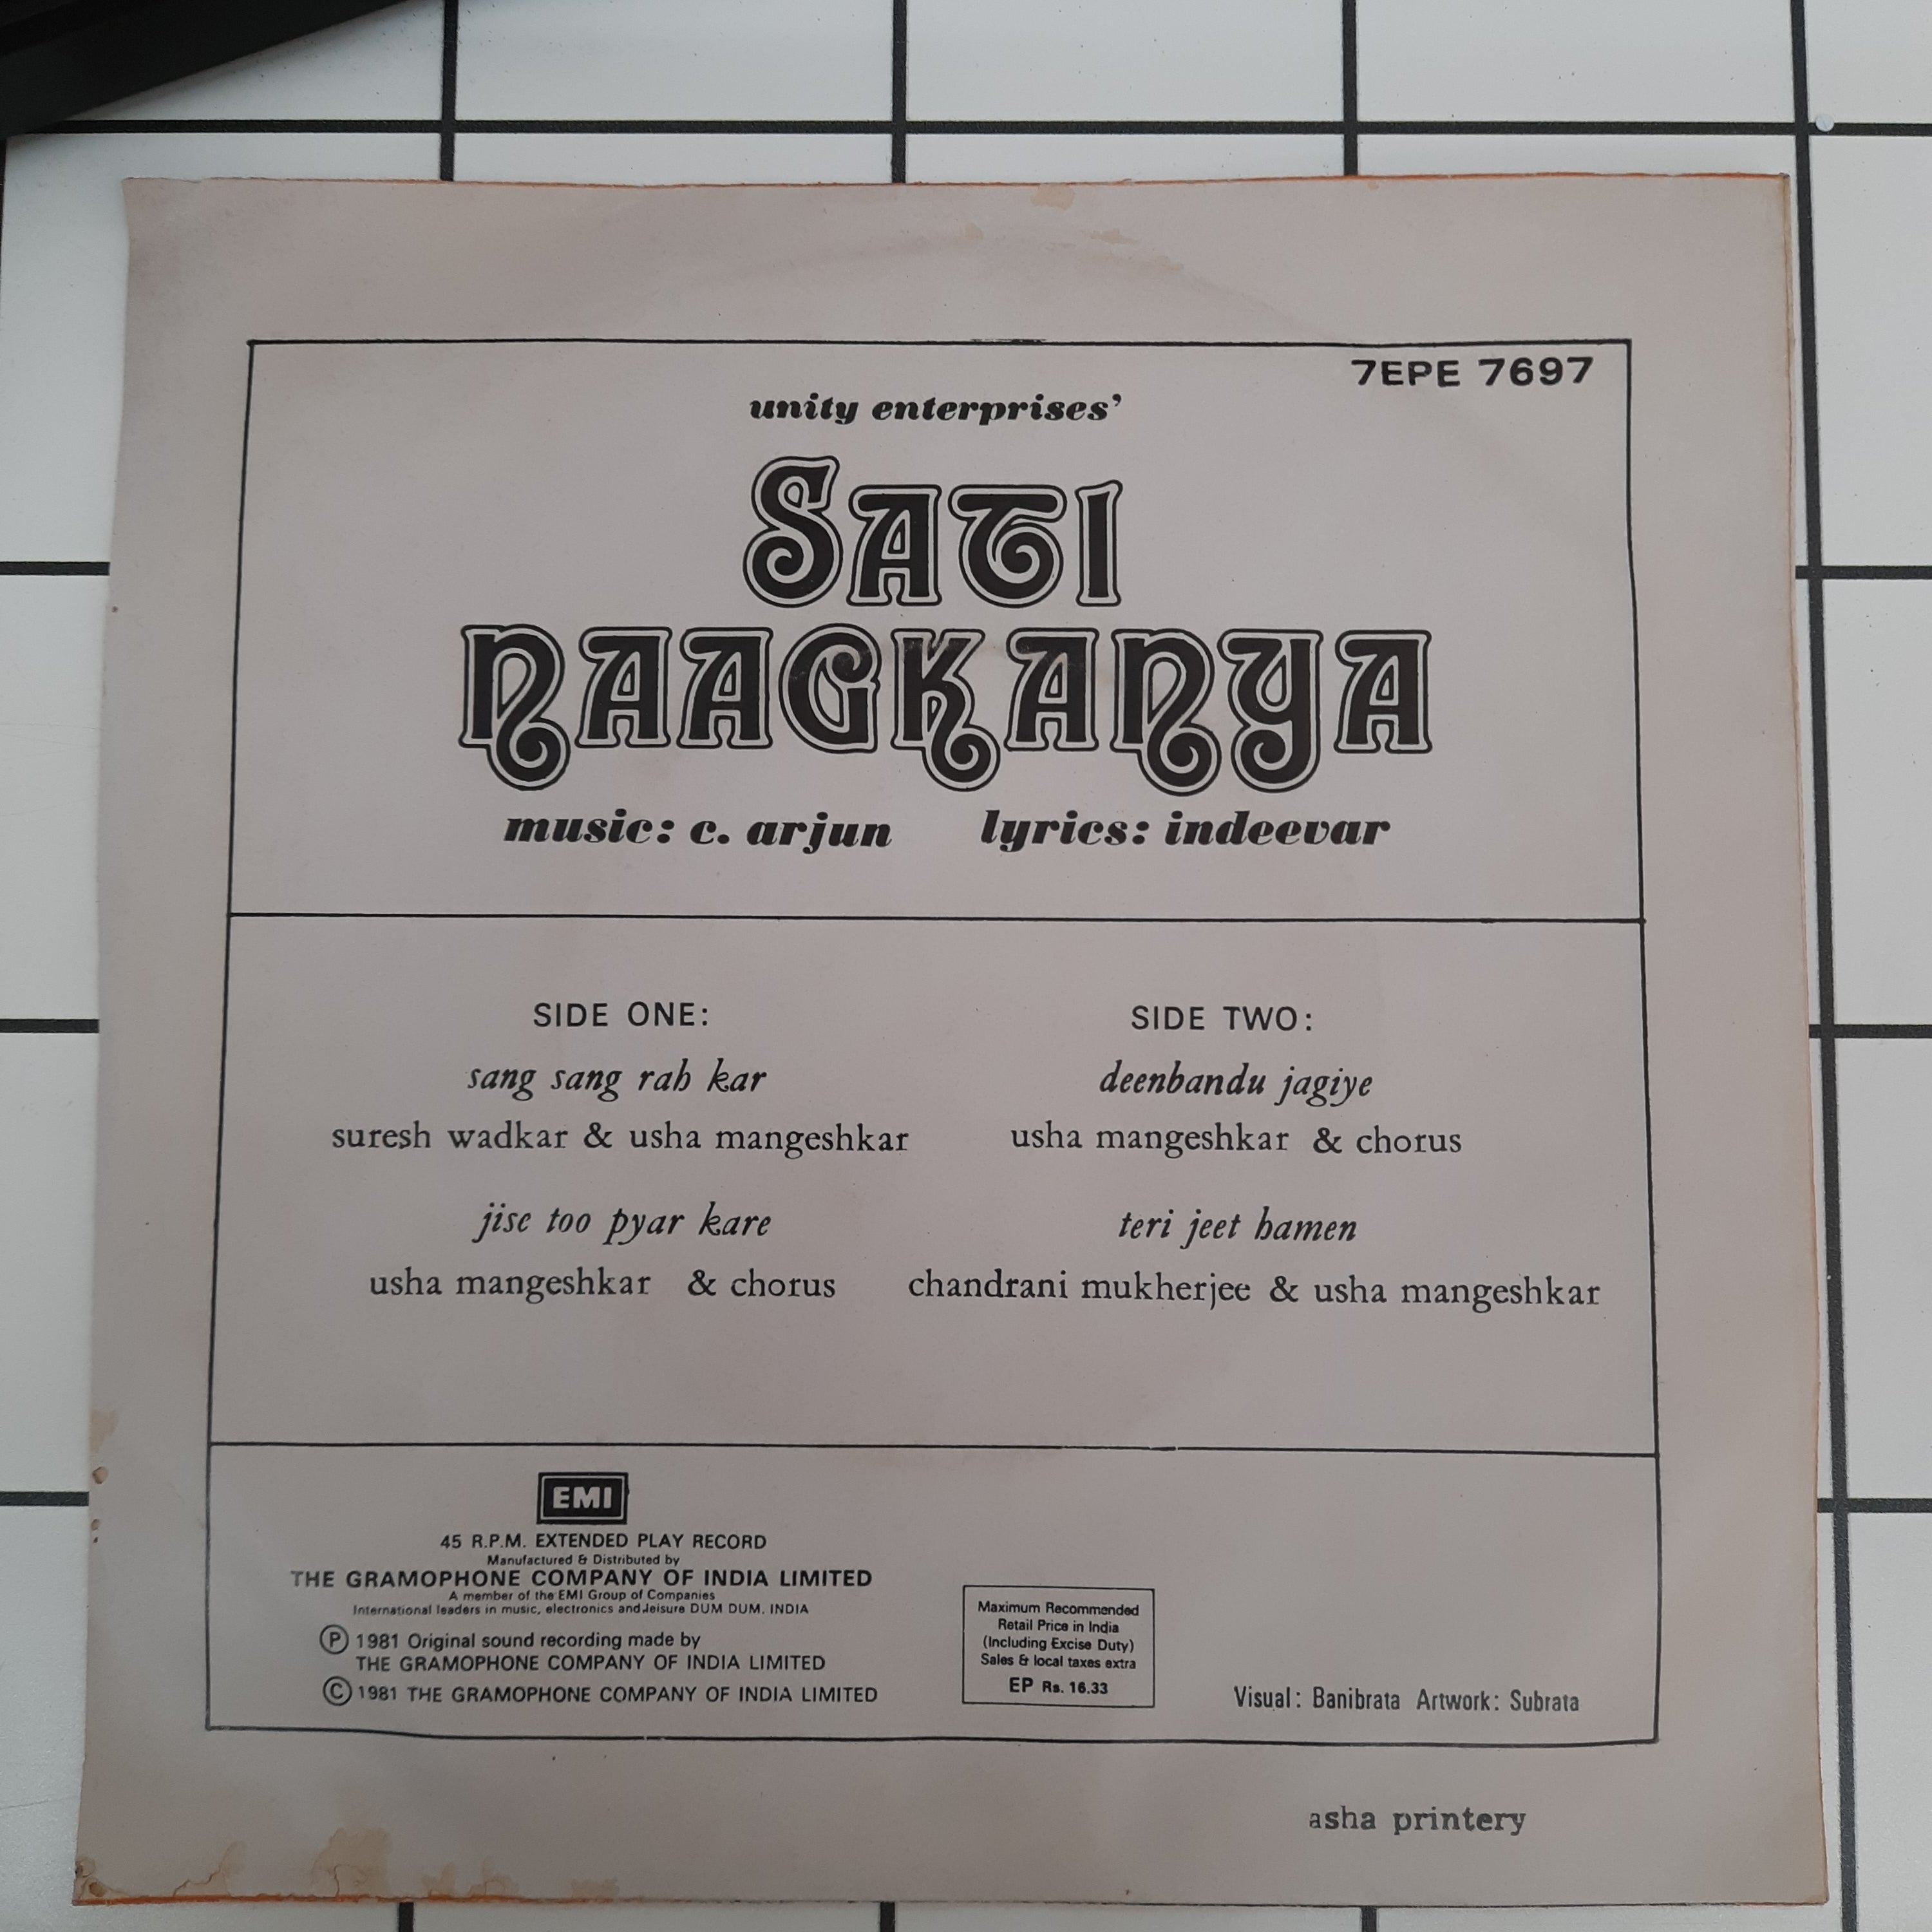 7EPE 7697
unity enterprises'
SATI
NAAGKANYA
music: c. arjun lyrics: indeevar
SIDE ONE:
sang sang rah kar
suresh wadkar & usha mangeshkar
jise too pyar kare
usha mangeshkar & chorus
SIDE TWO:
deenbandu jagiye
usha mangeshkar & chorus
teri jeet hamen
chandrani mukherjee & usha mangeshkar
EMI
45 R.P.M. EXTENDED PLAY RECORD
Manufactured & Distributed by
THE GRAMOPHONE COMPANY OF INDIA LIMITED
A member of the EMI Group of Companies
International leaders in music, electronics and leisure DUM DUM. INDIA
Ⓟ 1981 Original sound recording made by
THE GRAMOPHONE COMPANY OF INDIA LIMITED
© 1981 THE GRAMOPHONE COMPANY OF INDIA LIMITED
Maximum Recommended
Retail Price in India
(Including Excise Duty)
Sales & local taxes extra
EP Rs. 16.33
Visual: Banibrata Artwork: Subrata
asha printery